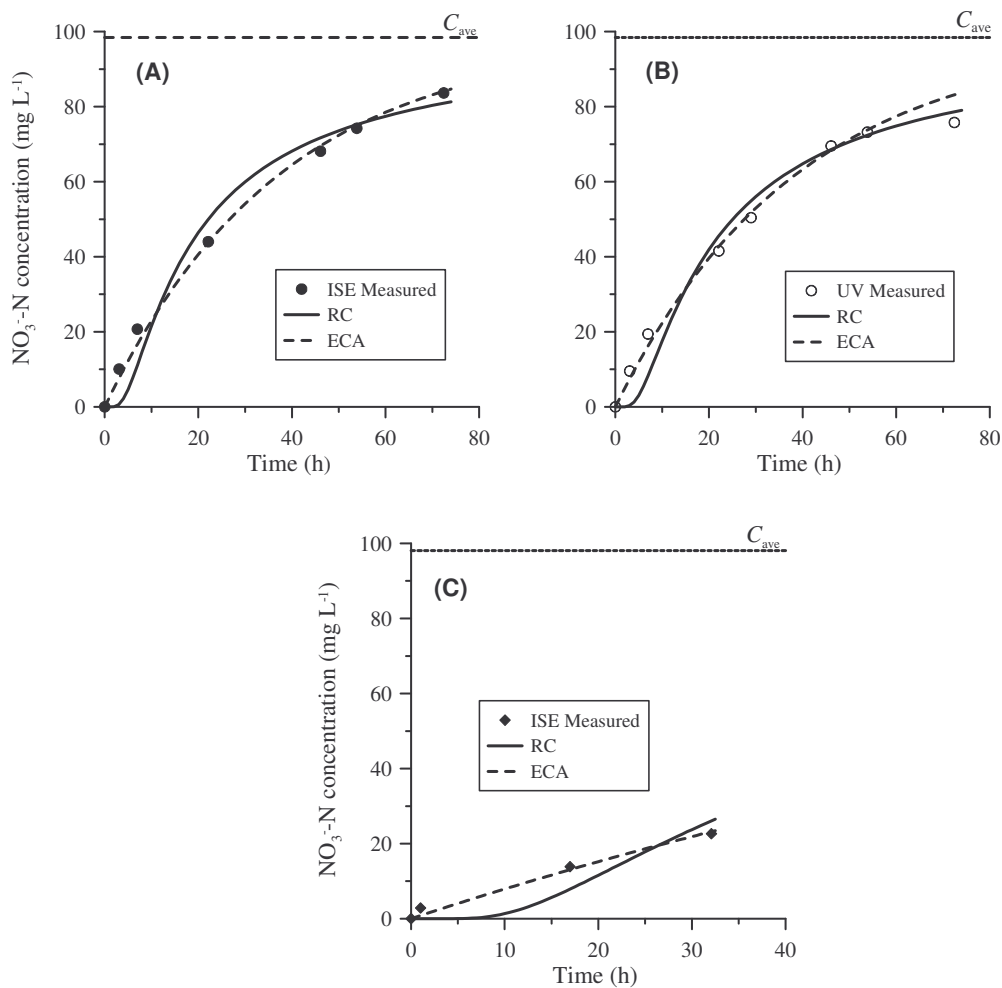 C_ave
C_ave
100
80
60
40
20
0
NO₃⁻-N concentration (mg L⁻¹)
(A)
ISE Measured
RC
ECA
0 20 40 60 80
Time (h)
100
80
60
40
20
0
(B)
UV Measured
RC
ECA
0 20 40 60 80
Time (h)
C_ave
100
80
60
40
20
0
NO₃⁻-N concentration (mg L⁻¹)
(C)
ISE Measured
RC
ECA
0 10 20 30 40
Time (h)